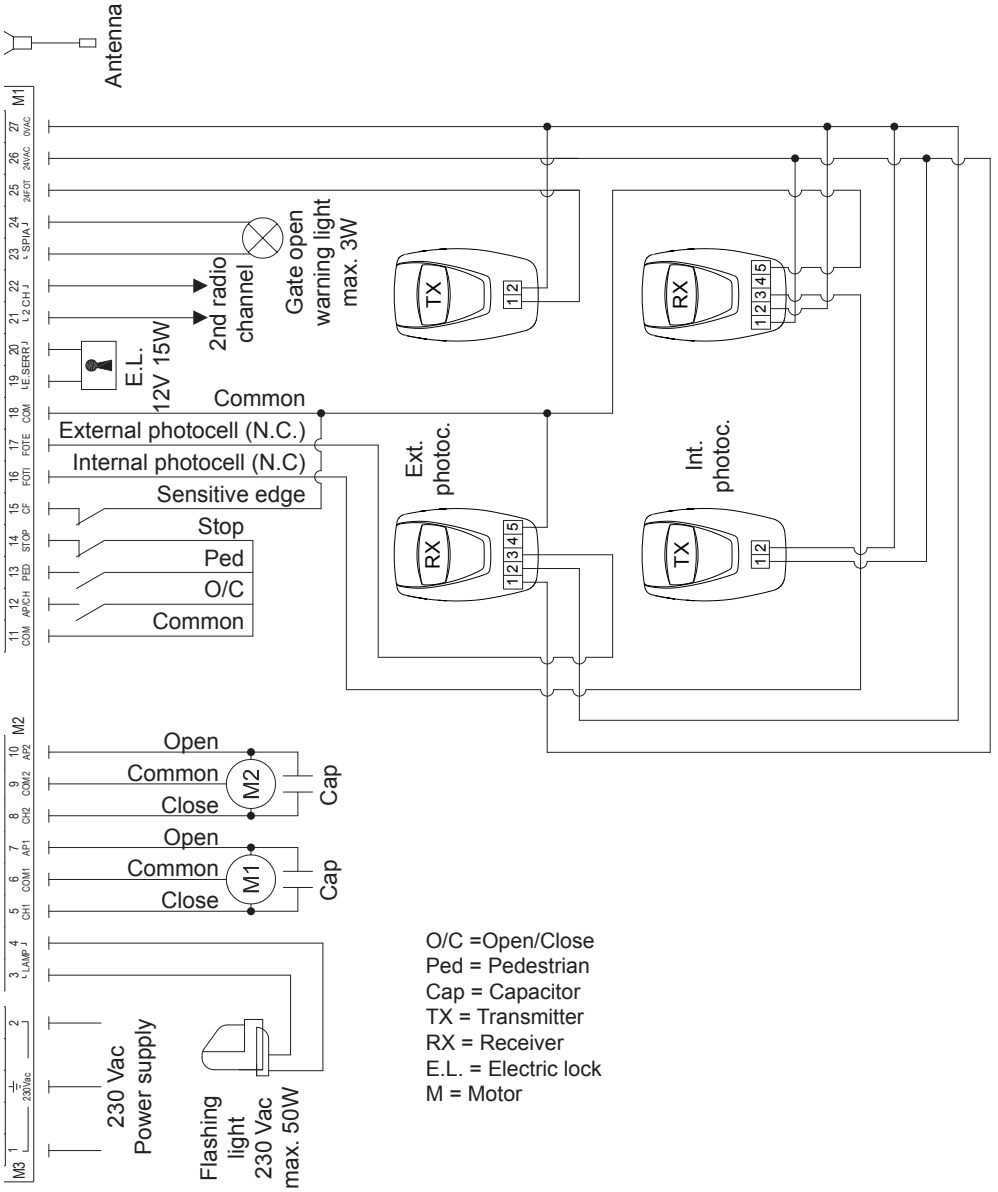 Antenna
M1
27
0VAC
26
24VAC
25
24FOT
24
SPIA
23
22
2 CH
21
20
E.SERR
19
18
COM
17
FOTE
16
FOTI
15
CF
14
STOP
13
PED
12
AP/CH
11
COM
M2
10
AP2
9
COM2
8
CH2
7
AP1
6
COM1
5
CH1
4
LAMP
3
2
230Vac
1
M3
Gate open
warning light
max. 3W
2nd radio
channel
E.L.
12V 15W
Common
External photocell (N.C.)
Internal photocell (N.C)
Sensitive edge
Stop
Ped
O/C
Common
TX
1 2
RX
1 2 3 4 5
Ext.
photoc.
RX
1 2 3 4 5
Int.
photoc.
TX
1 2
Open
Common
M2
Close
Cap
Open
Common
M1
Close
Cap
230 Vac
Power supply
Flashing
light
230 Vac
max. 50W
O/C =Open/Close
Ped = Pedestrian
Cap = Capacitor
TX = Transmitter
RX = Receiver
E.L. = Electric lock
M = Motor